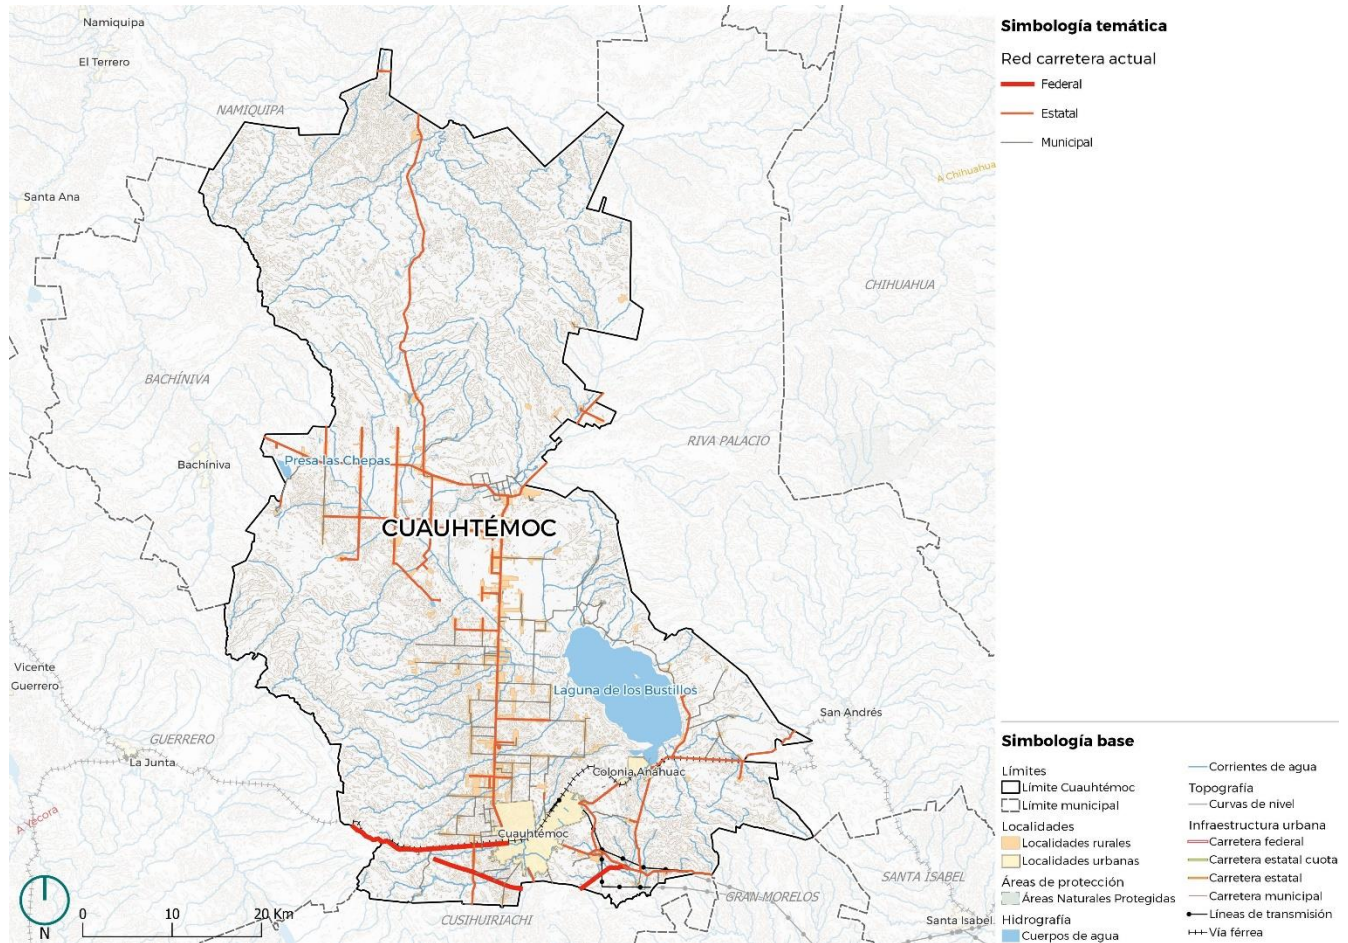 Namiquipa
El Terrero
NAMIQUIPA
Santa Ana
A Chihuahua
CHIHUAHUA
BACHÍNIVA
RIVA PALACIO
Bachíniva
Presa las Chepas
CUAUHTÉMOC
Vicente
Guerrero
Laguna de los Bustillos
San Andrés
GUERRERO
La Junta
Colonia Anáhuac
A Yécora
Cuauhtémoc
SANTA ISABEL
GRAN MORELOS
CUSIHUIRIACHI
Santa Isabel
N
0 10 20 Km
Simbología temática
Red carretera actual
Federal
Estatal
Municipal
Simbología base
Límites
Límite Cuauhtémoc
Límite municipal
Localidades
Localidades rurales
Localidades urbanas
Áreas de protección
Áreas Naturales Protegidas
Hidrografía
Cuerpos de agua
Corrientes de agua
Topografía
Curvas de nivel
Infraestructura urbana
Carretera federal
Carretera estatal cuota
Carretera estatal
Carretera municipal
Líneas de transmisión
Vía férrea